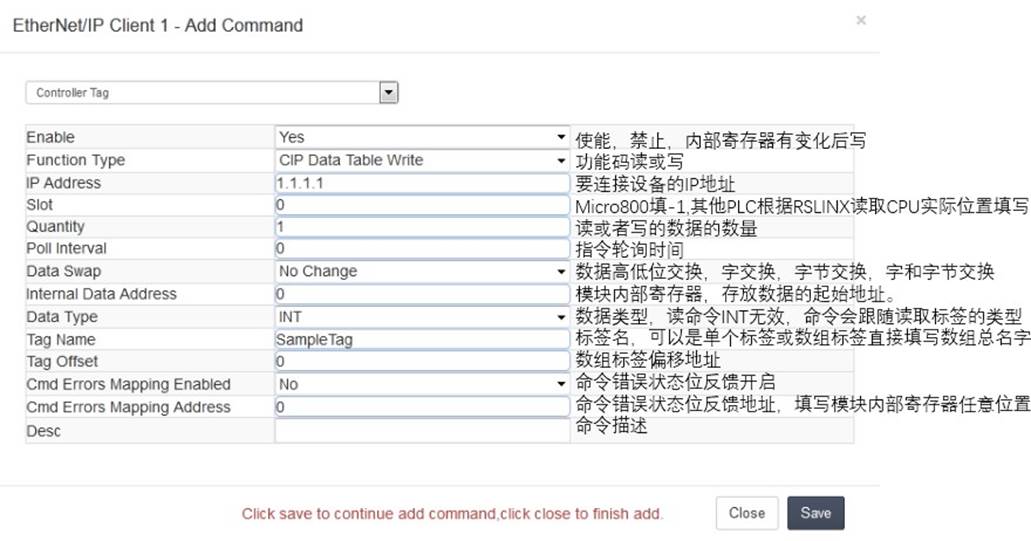 EtherNet/IP Client 1 - Add Command ×
Controller Tag
Enable Yes 使能，禁止，内部寄存器有变化后写
Function Type CIP Data Table Write 功能码读或写
IP Address 1.1.1.1 要连接设备的IP地址
Slot 0 Micro800填-1,其他PLC根据RSLINX读取CPU实际位置填写
Quantity 1 读或者写的数据的数量
Poll Interval 0 指令轮询时间
Data Swap No Change 数据高低位交换，字交换，字节交换，字和字节交换
Internal Data Address 0 模块内部寄存器，存放数据的起始地址。
Data Type INT 数据类型，读命令INT无效，命令会跟随读取标签的类型
Tag Name SampleTag 标签名，可以是单个标签或数组标签直接填写数组总名字
Tag Offset 0 数组标签偏移地址
Cmd Errors Mapping Enabled No 命令错误状态位反馈开启
Cmd Errors Mapping Address 0 命令错误状态位反馈地址，填写模块内部寄存器任意位置
Desc 命令描述
Click save to continue add command,click close to finish add. Close Save